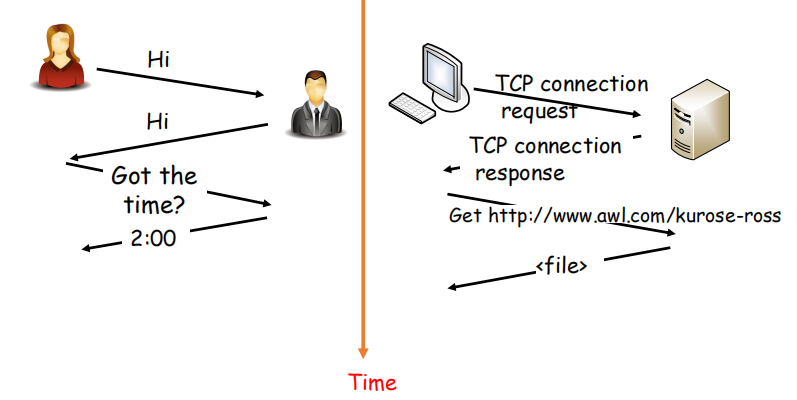 Hi
Hi
Got the
time?
2:00
TCP connection
request
TCP connection
response
Get http://www.awl.com/kurose-ross
<file>
Time